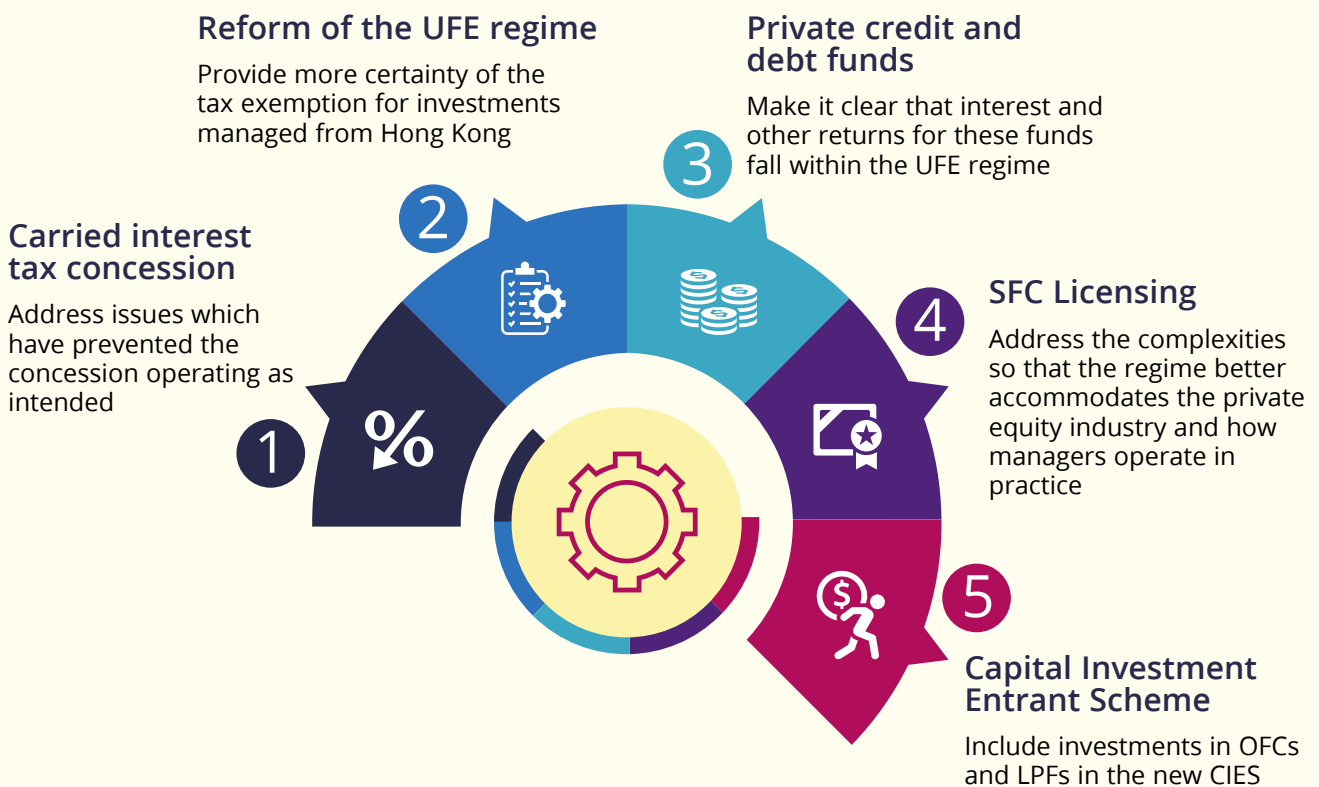 1
Carried interest
tax concession
Address issues which
have prevented the
concession operating as
intended
2
Reform of the UFE regime
Provide more certainty of the
tax exemption for investments
managed from Hong Kong
3
Private credit and
debt funds
Make it clear that interest and
other returns for these funds
fall within the UFE regime
4
SFC Licensing
Address the complexities
so that the regime better
accommodates the private
equity industry and how
managers operate in
practice
5
Capital Investment
Entrant Scheme
Include investments in OFCs
and LPFs in the new CIES
%
$